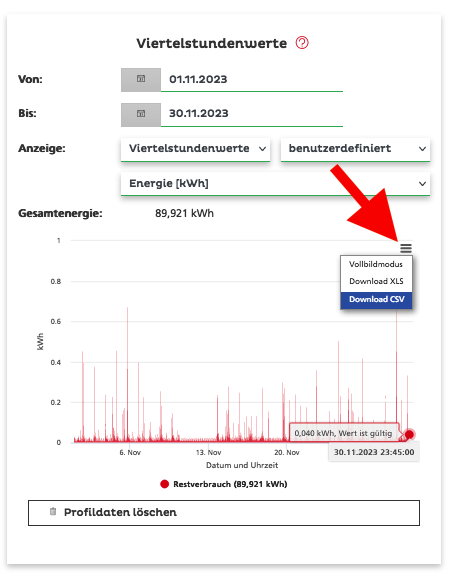 Viertelstundenwerte ?
Von: 01.11.2023
Bis: 30.11.2023
Anzeige: Viertelstundenwerte benutzerdefiniert
Energie [kWh]
Gesamtenergie: 89,921 kWh
Vollbildmodus
Download XLS
Download CSV
kWh
1
0.8
0.6
0.4
0.2
0
0,040 kWh, Wert ist gültig
6. Nov 13. Nov 20. Nov 30.11.2023 23:45:00
Datum und Uhrzeit
Restverbrauch (89,921 kWh)
Profildaten löschen